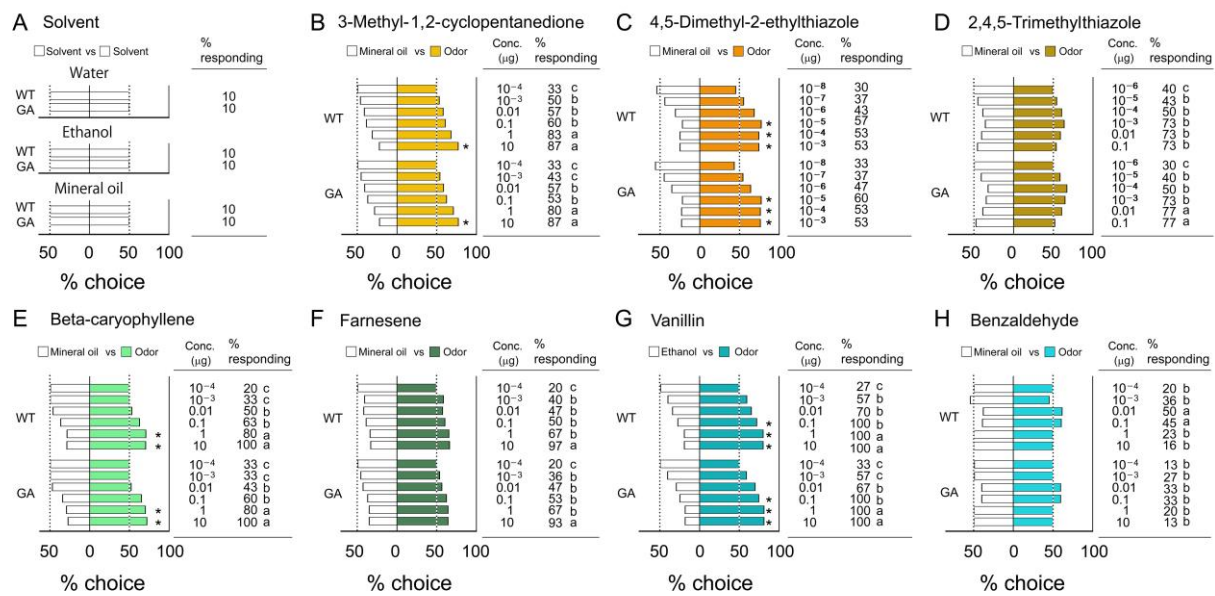 A Solvent
Solvent vs Solvent
% responding
Water
WT 10
GA 10
Ethanol
WT 10
GA 10
Mineral oil
WT 10
GA 10
50 0 50 100
% choice
B 3-Methyl-1,2-cyclopentanedione
Mineral oil vs Odor
Conc. (μg) % responding
WT
10⁻⁴ 33 c
10⁻³ 50 b
0.01 57 b
0.1 60 b
1 83 a
* 10 87 a
GA
10⁻⁴ 33 c
10⁻³ 43 c
0.01 57 b
0.1 53 b
1 80 a
* 10 87 a
50 0 50 100
% choice
C 4,5-Dimethyl-2-ethylthiazole
Mineral oil vs Odor
Conc. (μg) % responding
WT
10⁻⁸ 30
10⁻⁷ 37
10⁻⁶ 43
* 10⁻⁵ 57
* 10⁻⁴ 53
* 10⁻³ 53
GA
10⁻⁸ 33
10⁻⁷ 37
10⁻⁶ 47
* 10⁻⁵ 60
* 10⁻⁴ 53
* 10⁻³ 53
50 0 50 100
% choice
D 2,4,5-Trimethylthiazole
Mineral oil vs Odor
Conc. (μg) % responding
WT
10⁻⁶ 40 c
10⁻⁵ 43 b
10⁻⁴ 50 b
10⁻³ 73 b
0.01 73 b
0.1 73 b
GA
10⁻⁶ 30 c
10⁻⁵ 40 b
10⁻⁴ 50 b
10⁻³ 73 b
0.01 77 a
0.1 77 a
50 0 50 100
% choice
E Beta-caryophyllene
Mineral oil vs Odor
Conc. (μg) % responding
WT
10⁻⁴ 20 c
10⁻³ 33 c
0.01 50 b
0.1 63 b
* 1 80 a
* 10 100 a
GA
10⁻⁴ 33 c
10⁻³ 33 c
0.01 43 b
0.1 60 b
* 1 80 a
* 10 100 a
50 0 50 100
% choice
F Farnesene
Mineral oil vs Odor
Conc. (μg) % responding
WT
10⁻⁴ 20 c
10⁻³ 40 b
0.01 47 b
0.1 50 b
1 67 a
10 97 a
GA
10⁻⁴ 20 c
10⁻³ 36 b
0.01 47 b
0.1 53 b
1 67 b
10 93 a
50 0 50 100
% choice
G Vanillin
Ethanol vs Odor
Conc. (μg) % responding
WT
10⁻⁴ 27 c
10⁻³ 57 b
0.01 70 b
* 0.1 100 b
* 1 100 a
* 10 100 a
GA
10⁻⁴ 33 c
10⁻³ 57 c
0.01 67 b
* 0.1 100 b
* 1 100 a
* 10 100 a
50 0 50 100
% choice
H Benzaldehyde
Mineral oil vs Odor
Conc. (μg) % responding
WT
10⁻⁴ 20 b
10⁻³ 36 b
0.01 50 a
0.1 45 a
1 23 b
10 16 b
GA
10⁻⁴ 13 b
10⁻³ 27 b
0.01 33 b
0.1 33 b
1 20 b
10 13 b
50 0 50 100
% choice